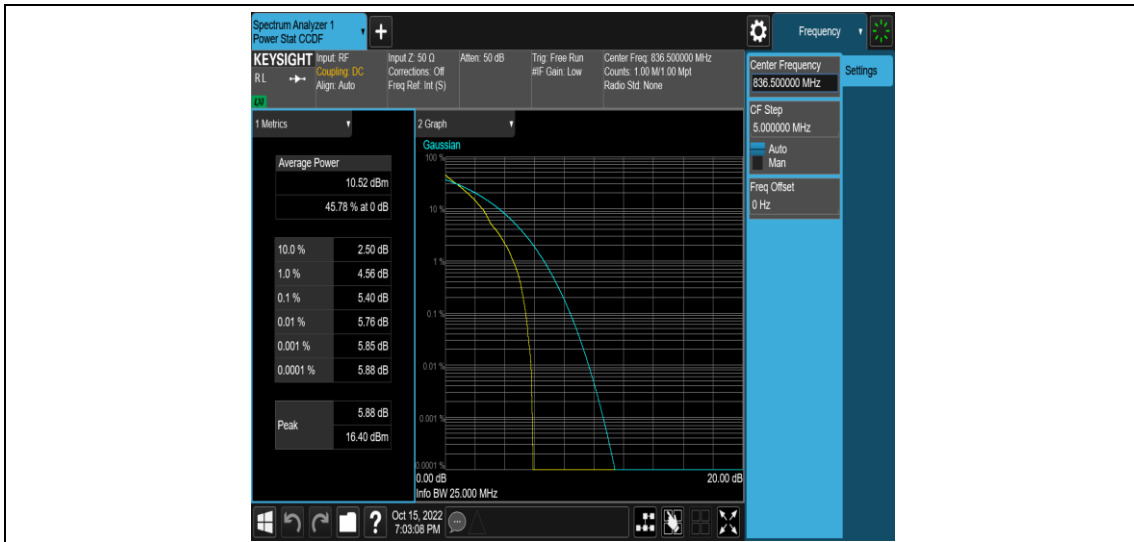 Spectrum Analyzer 1
Power Stat CCDF
Frequency
KEYSIGHT
RL
LXI
Input: RF
Coupling: DC
Align: Auto
Input Z: 50 Ω
Corrections: Off
Freq Ref: Int (S)
Atten: 50 dB
Trig: Free Run
#IF Gain: Low
Center Freq: 836.500000 MHz
Counts: 1.00 M/1.00 Mpt
Radio Std: None
Center Frequency
836.500000 MHz
Settings
CF Step
5.000000 MHz
Auto
Man
Freq Offset
0 Hz
1 Metrics
Average Power
10.52 dBm
45.78 % at 0 dB
10.0 % 2.50 dB
1.0 % 4.56 dB
0.1 % 5.40 dB
0.01 % 5.76 dB
0.001 % 5.85 dB
0.0001 % 5.88 dB
Peak
5.88 dB
16.40 dBm
2 Graph
Gaussian
100 %
10 %
1 %
0.1 %
0.01 %
0.001 %
0.0001 %
0.00 dB 20.00 dB
Info BW 25.000 MHz
Oct 15, 2022
7:03:08 PM